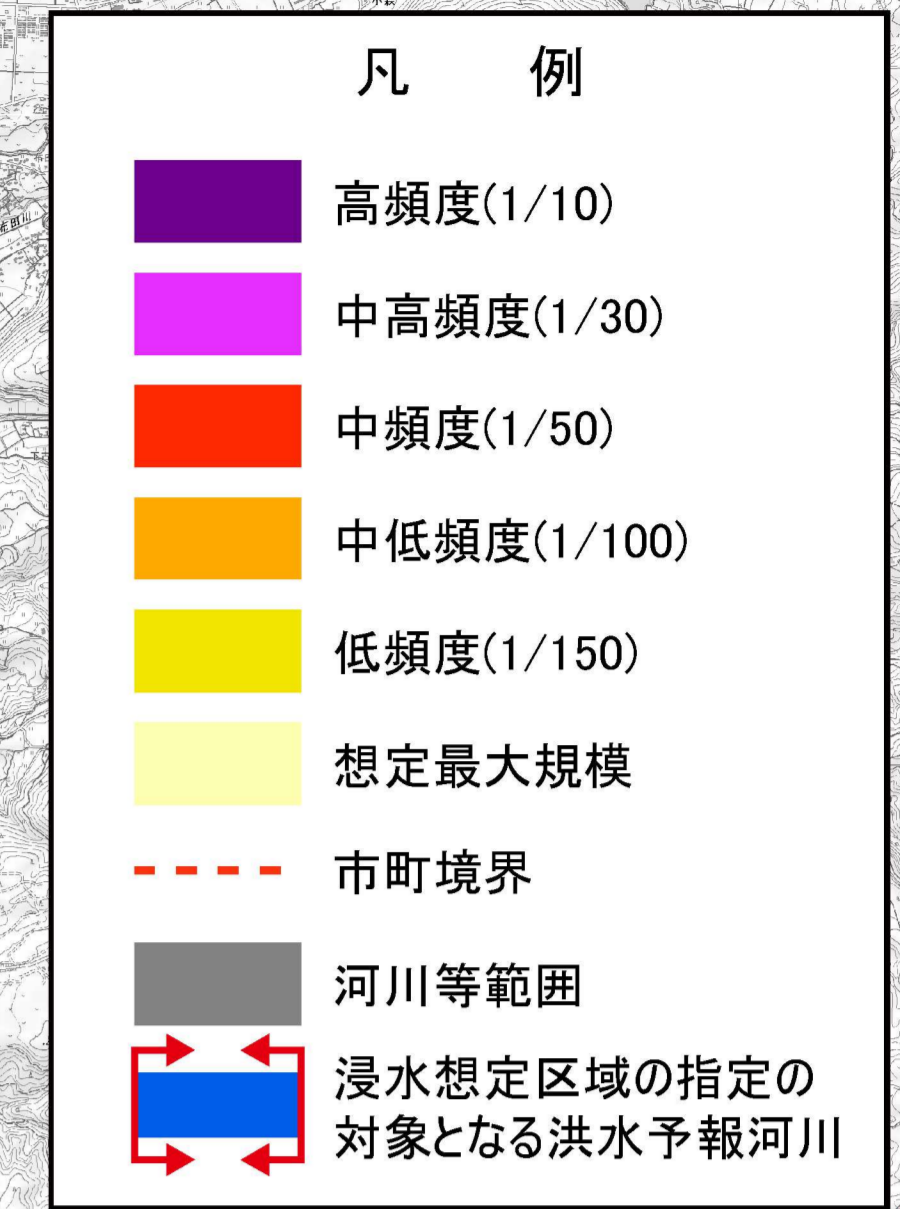 凡 例
高頻度(1/10)
中高頻度(1/30)
中頻度(1/50)
中低頻度(1/100)
低頻度(1/150)
想定最大規模
市町境界
河川等範囲
浸水想定区域の指定の
対象となる洪水予報河川